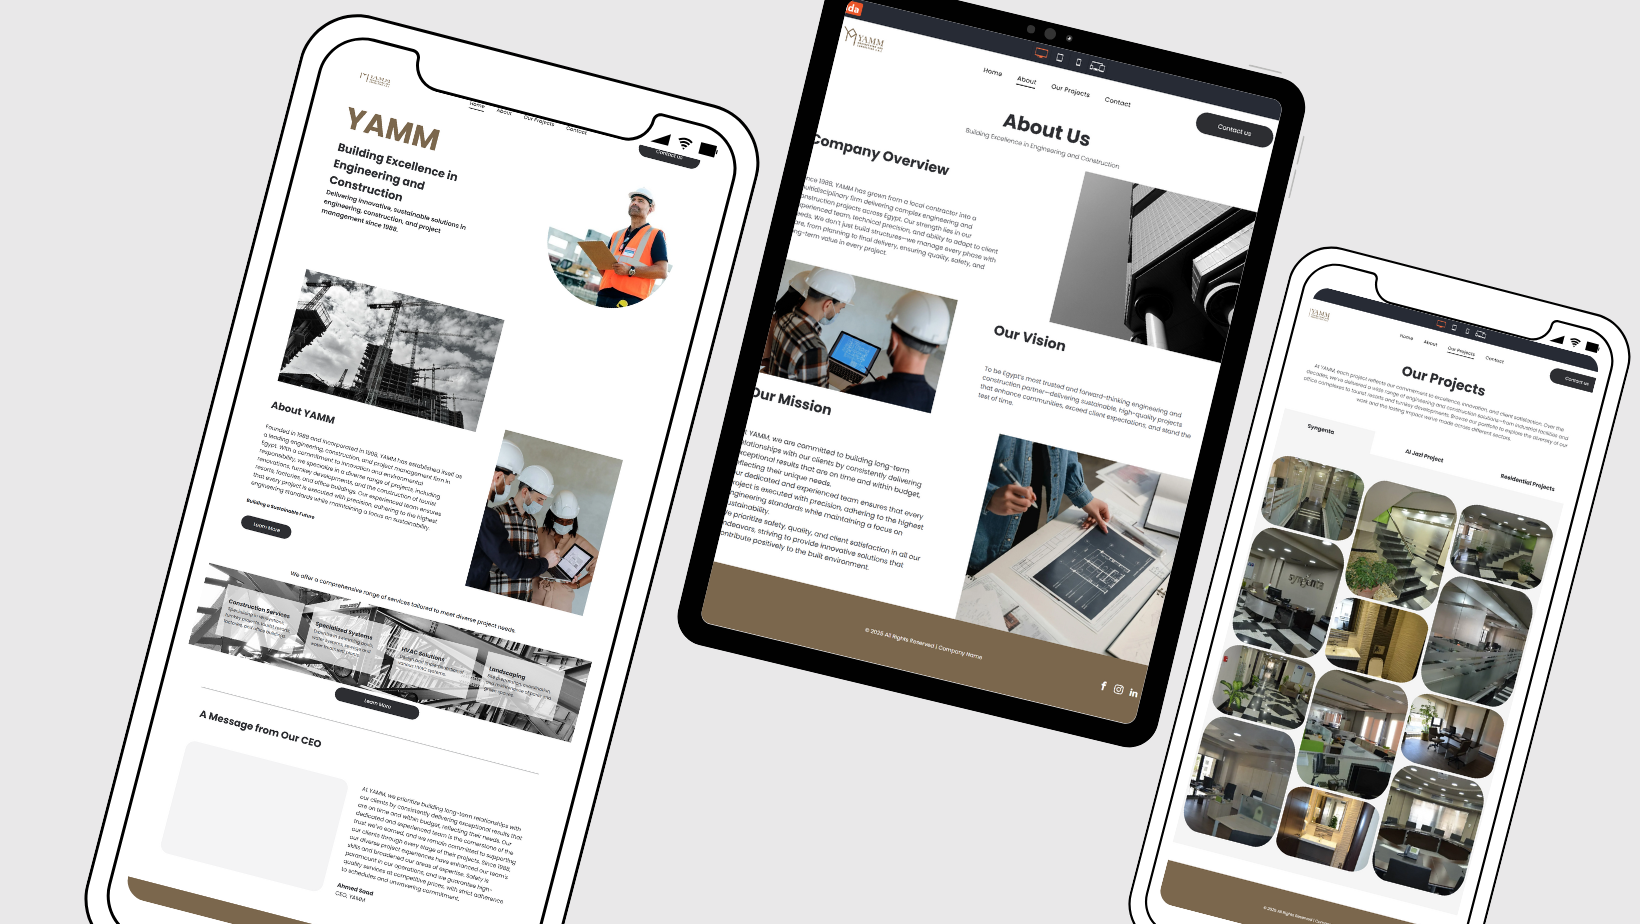 YAMM
Home
About
Our Projects
Contact
Contact us
YAMM
Building Excellence in
Engineering and
Construction
Delivering innovative, sustainable solutions in
engineering, construction, and project
management since 1988.
About YAMM
Founded in 1988 and incorporated in 1998, YAMM has established itself as
a leading engineering, construction, and project management firm in
Egypt. With a commitment to innovation and environmental
responsibility, we specialize in a diverse range of projects, including
renovations, turnkey developments, and the construction of tourist
resorts, factories, and office buildings. Our experienced team ensures
that every project is executed with precision, adhering to the highest
engineering standards while maintaining a focus on sustainability.
Building a Sustainable Future
Learn More
We offer a comprehensive range of services tailored to meet diverse project needs.
Construction Services
Specialized Systems
HVAC Solutions
Landscaping
Learn More
A Message from Our CEO
At YAMM, we prioritize building long-term relationships with
our clients by consistently delivering exceptional results that
are on time and within budget, reflecting their needs. Our
dedicated and experienced team is the cornerstone of the
trust we've earned, and we remain committed to supporting
our clients through every stage of their projects. Since 1988,
our diverse project experiences have enhanced our team's
skills and broadened our areas of expertise. Safety is
paramount in our operations, and we guarantee high-
quality services at competitive prices, with strict adherence
to schedules and unwavering commitment.
Ahmed Saad
CEO, YAMM
da
YAMM
Home
About
Our Projects
Contact
Contact us
About Us
Building Excellence in Engineering and Construction
Company Overview
nce 1988, YAMM has grown from a local contractor into a
ultidisciplinary firm delivering complex engineering and
onstruction projects across Egypt. Our strength lies in our
xperienced team, technical precision, and ability to adapt to client
eeds. We don't just build structures—we manage every phase with
re, from planning to final delivery, ensuring quality, safety, and
ng-term value in every project.
Our Vision
To be Egypt's most trusted and forward-thinking engineering and
construction partner—delivering sustainable, high-quality projects
that enhance communities, exceed client expectations, and stand the
test of time.
Our Mission
t YAMM, we are committed to building long-term
elationships with our clients by consistently delivering
xceptional results that are on time and within budget,
eflecting their unique needs.
ur dedicated and experienced team ensures that every
project is executed with precision, adhering to the highest
ngineering standards while maintaining a focus on
ustainability.
e prioritize safety, quality, and client satisfaction in all our
ndeavors, striving to provide innovative solutions that
ontribute positively to the built environment.
© 2025 All Rights Reserved | Company Name
f
in
YAMM
Home
About
Our Projects
Contact
Contact us
Our Projects
At YAMM, each project reflects our commitment to excellence, innovation, and client satisfaction. Over the
decades, we've delivered a wide range of engineering and construction solutions—from industrial facilities and
office complexes to tourist resorts and turnkey developments. Browse our portfolio to explore the diversity of our
work and the lasting impact we've made across different sectors.
Syngenta
Al Jazi Project
Residential Projects
syngenta
© 2025 All Rights Reserved | Compa